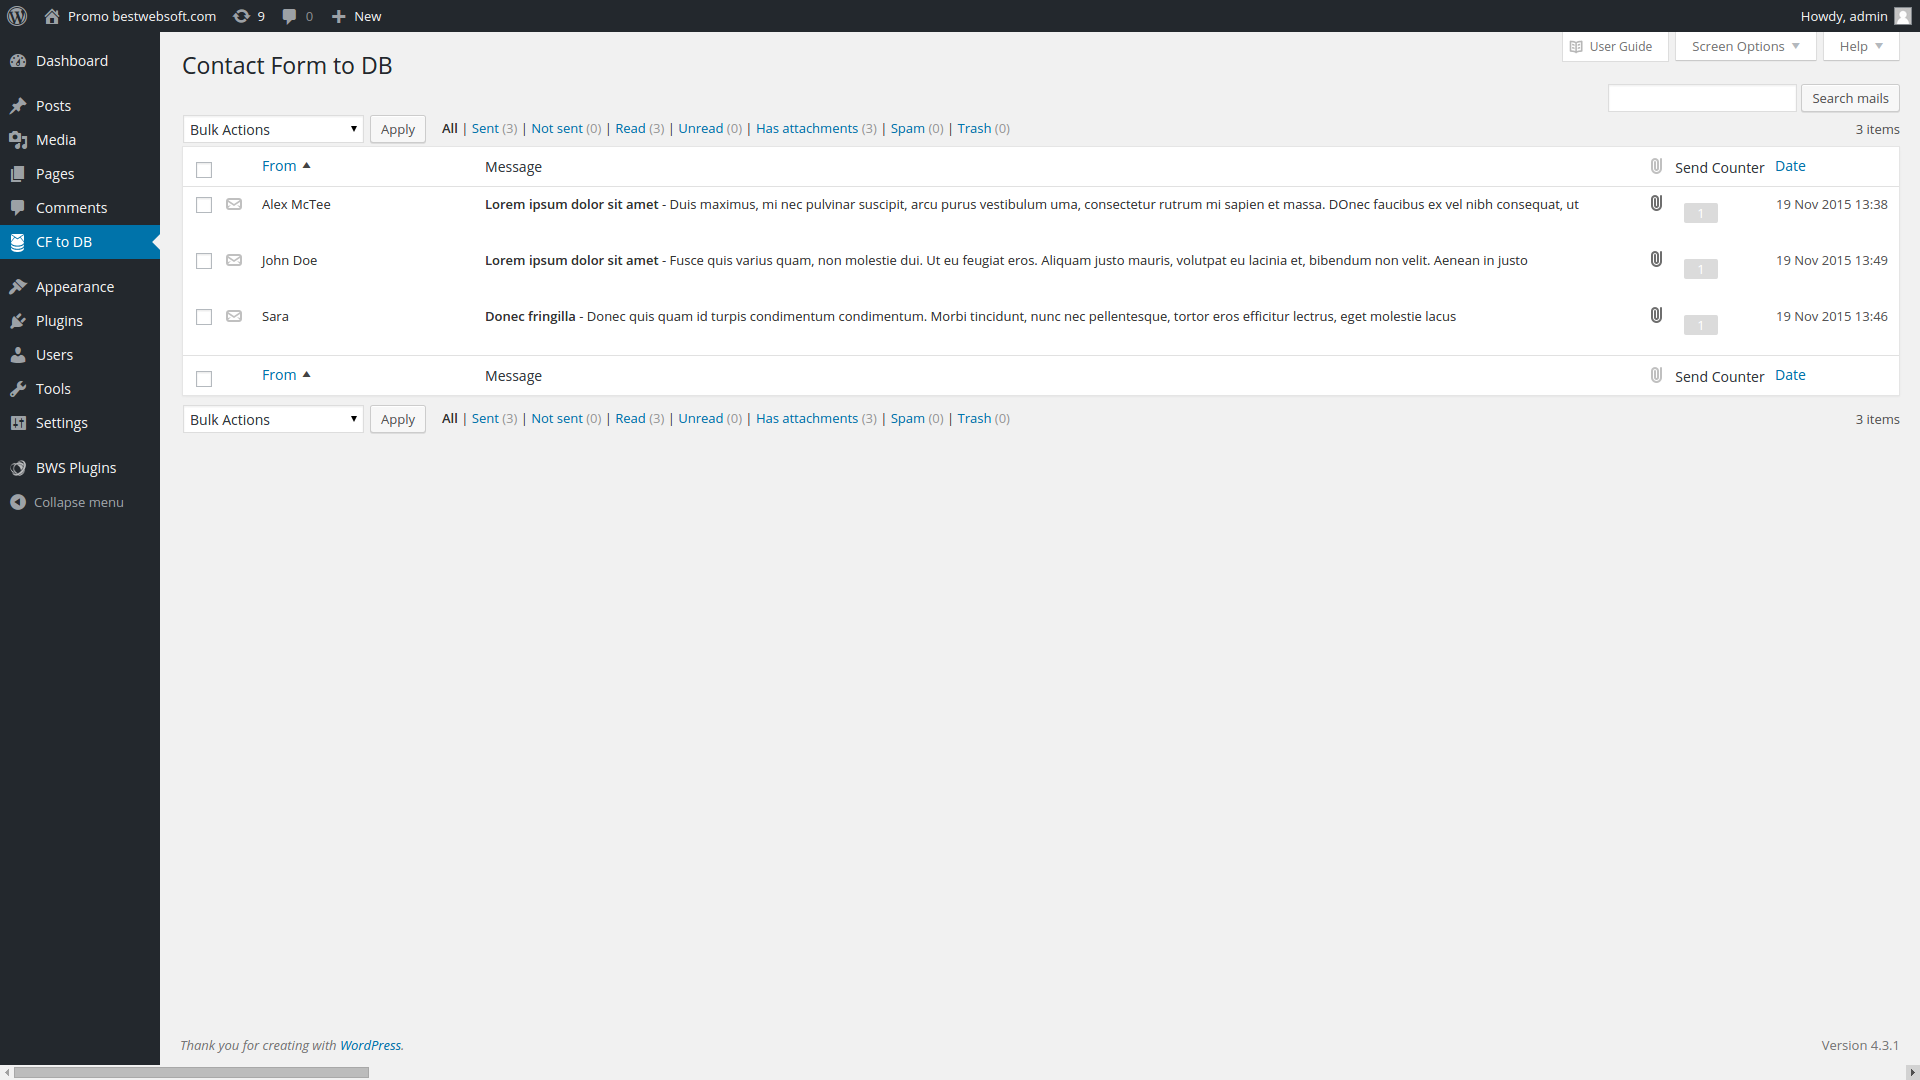 Promo bestwebsoft.com 9 0 New Howdy, admin
Dashboard
Posts
Media
Pages
Comments
CF to DB
Appearance
Plugins
Users
Tools
Settings
BWS Plugins
Collapse menu
User Guide Screen Options Help
Contact Form to DB
Search mails
Bulk Actions Apply All | Sent (3) | Not sent (0) | Read (3) | Unread (0) | Has attachments (3) | Spam (0) | Trash (0) 3 items
From Message Send Counter Date
Alex McTee Lorem ipsum dolor sit amet - Duis maximus, mi nec pulvinar suscipit, arcu purus vestibulum uma, consectetur rutrum mi sapien et massa. DOnec faucibus ex vel nibh consequat, ut 1 19 Nov 2015 13:38
John Doe Lorem ipsum dolor sit amet - Fusce quis varius quam, non molestie dui. Ut eu feugiat eros. Aliquam justo mauris, volutpat eu lacinia et, bibendum non velit. Aenean in justo 1 19 Nov 2015 13:49
Sara Donec fringilla - Donec quis quam id turpis condimentum condimentum. Morbi tincidunt, nunc nec pellentesque, tortor eros efficitur lectrus, eget molestie lacus 1 19 Nov 2015 13:46
From Message Send Counter Date
Bulk Actions Apply All | Sent (3) | Not sent (0) | Read (3) | Unread (0) | Has attachments (3) | Spam (0) | Trash (0) 3 items
Thank you for creating with WordPress. Version 4.3.1